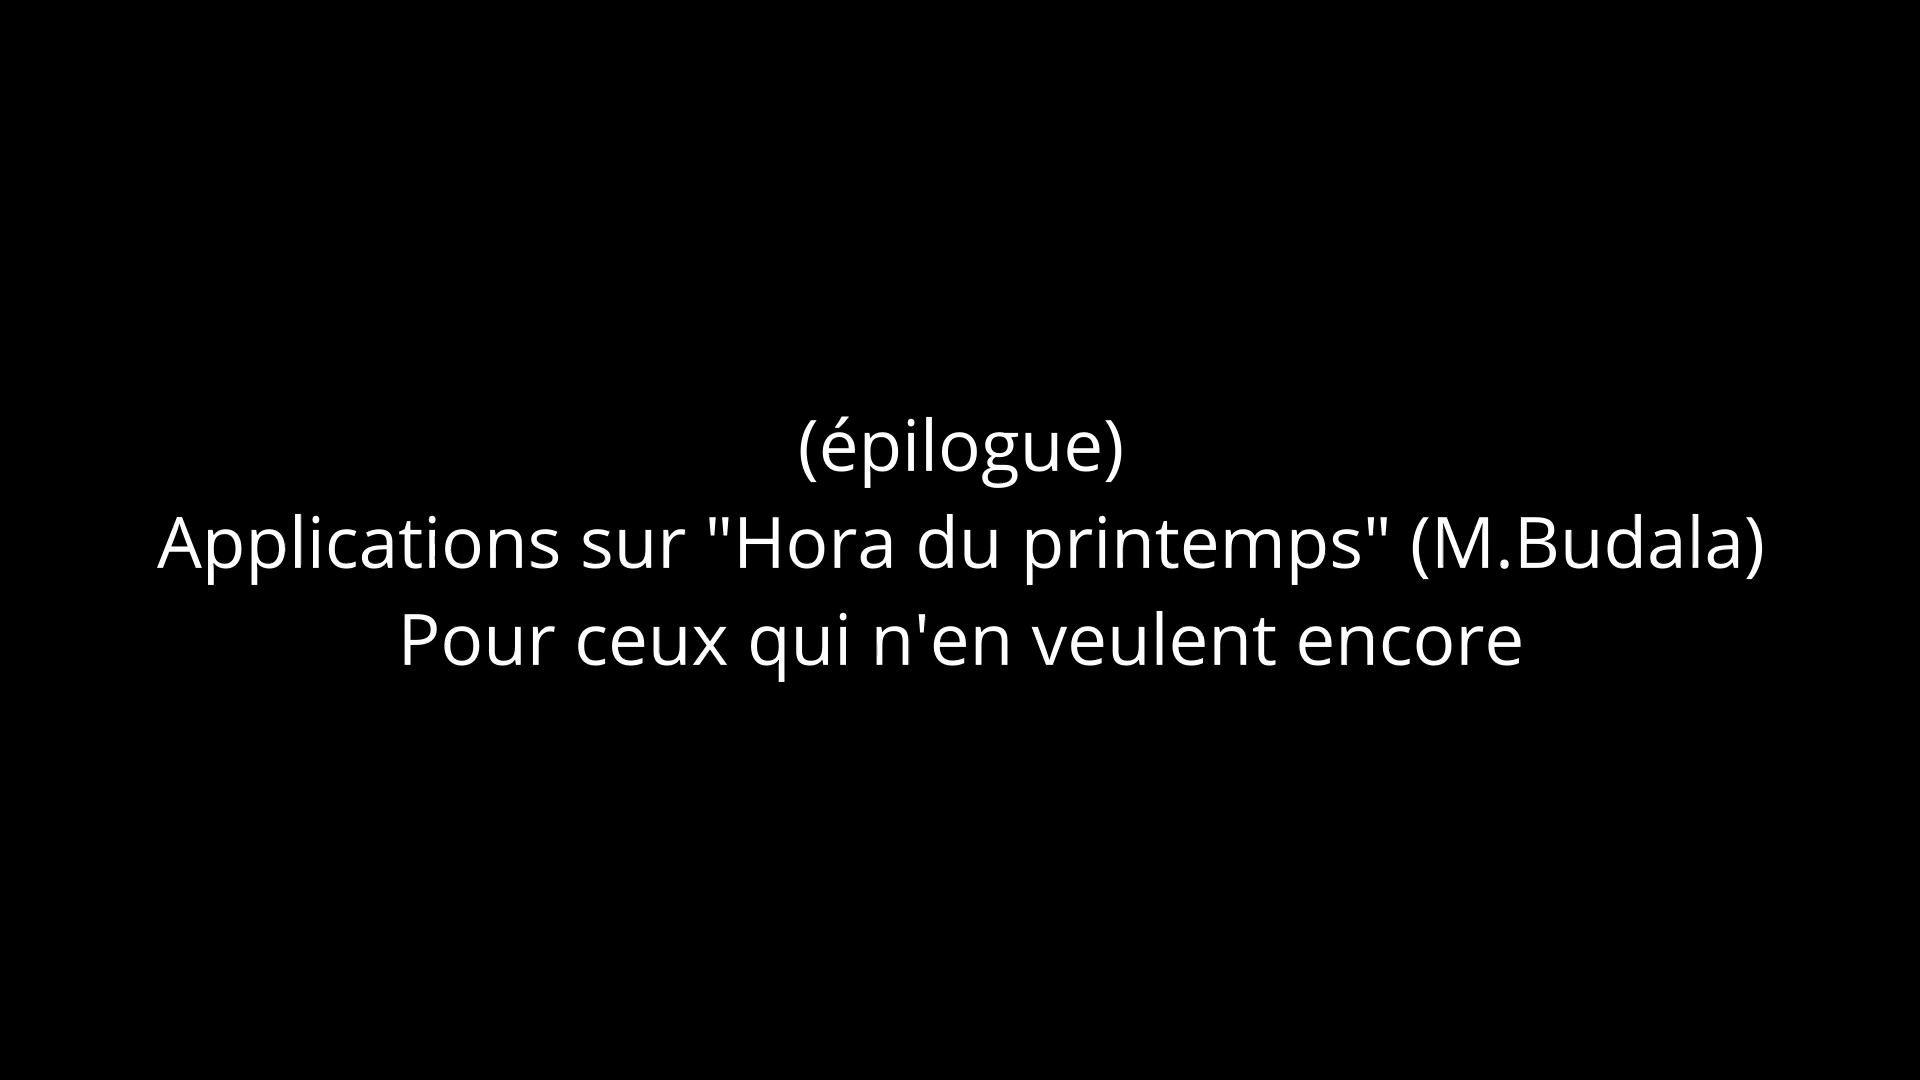 (épilogue)
Applications sur "Hora du printemps" (M.Budala)
Pour ceux qui n'en veulent encore